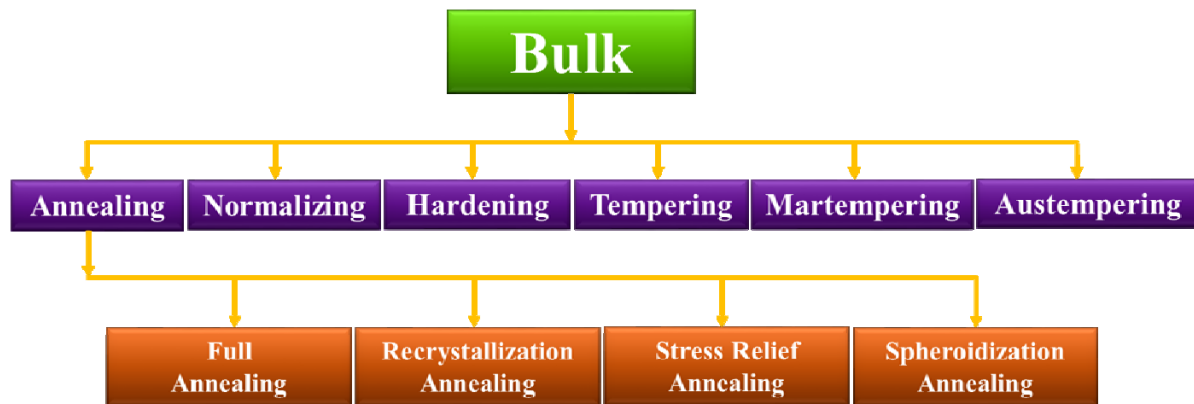 Bulk
Annealing
Normalizing
Hardening
Tempering
Martempering
Austempering
Full
Annealing
Recrystallization
Annealing
Stress Relief
Annealing
Spheroidization
Annealing